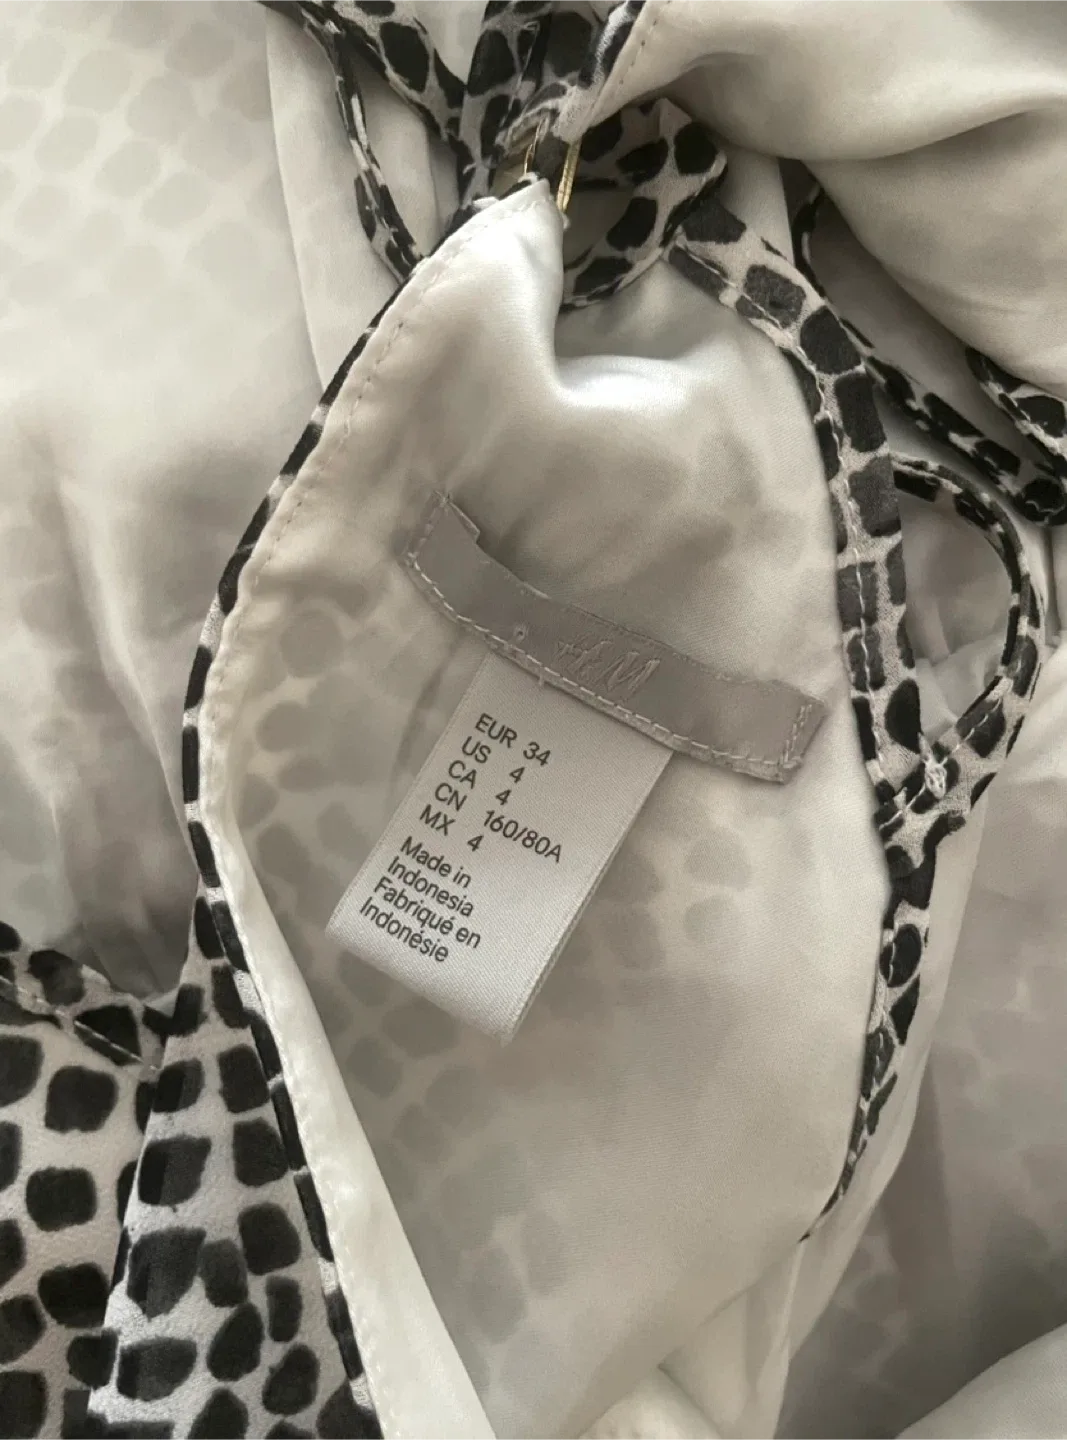 H&M
EUR 34
US 4
CA 4
CN 160/80A
MX 4
Made in
Indonesia
Fabriqué en
Indonésie